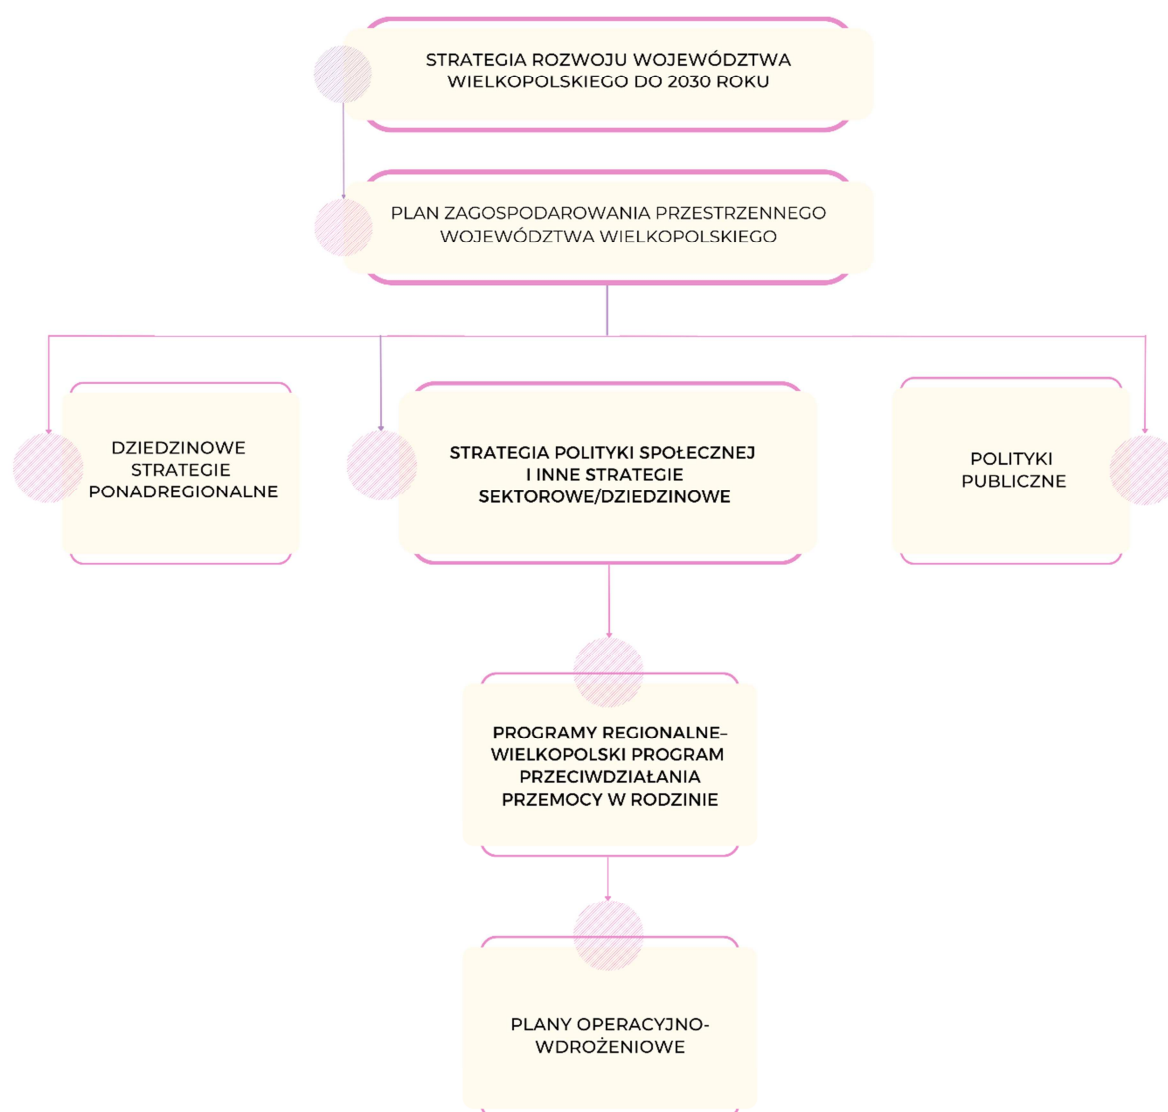 STRATEGIA ROZWOJU WOJEWÓDZTWA
WIELKOPOLSKIEGO DO 2030 ROKU
PLAN ZAGOSPODAROWANIA PRZESTRZENNEGO
WOJEWÓDZTWA WIELKOPOLSKIEGO
DZIEDZINOWE
STRATEGIE
PONADREGIONALNE
STRATEGIA POLITYKI SPOŁECZNEJ
I INNE STRATEGIE
SEKTOROWE/DZIEDZINOWE
POLITYKI
PUBLICZNE
PROGRAMY REGIONALNE–
WIELKOPOLSKI PROGRAM
PRZECIWDZIAŁANIA
PRZEMOCY W RODZINIE
PLANY OPERACYJNO-
WDROŻENIOWE